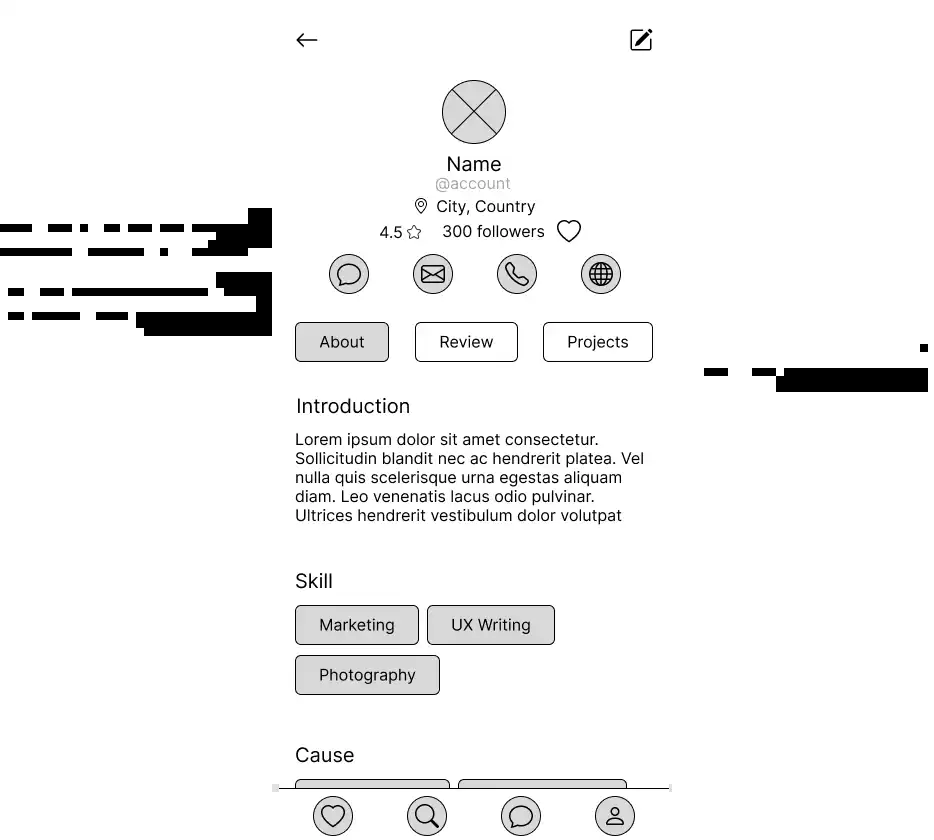 Name
@account
City, Country
4.5 300 followers
About Review Projects
Introduction
Lorem ipsum dolor sit amet consectetur.
Sollicitudin blandit nec ac hendrerit platea. Vel
nulla quis scelerisque urna egestas aliquam
diam. Leo venenatis lacus odio pulvinar.
Ultrices hendrerit vestibulum dolor volutpat
Skill
Marketing UX Writing
Photography
Cause